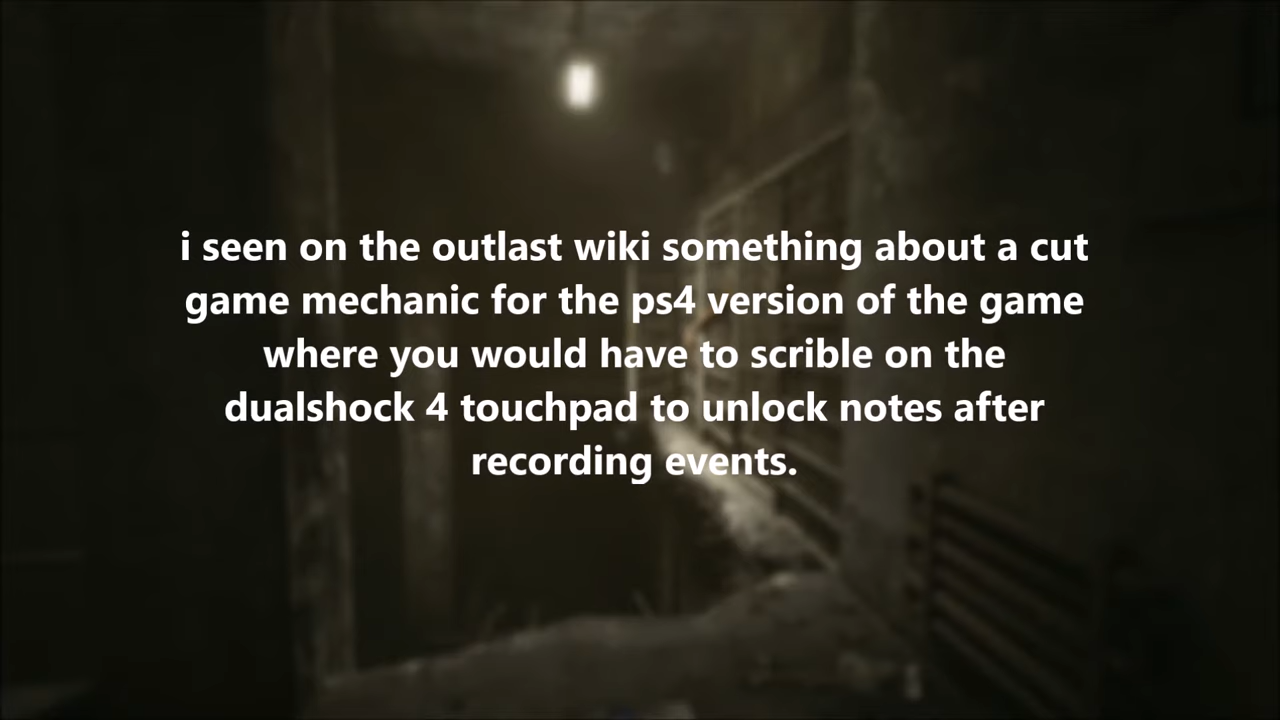 i seen on the outlast wiki something about a cut
game mechanic for the ps4 version of the game
where you would have to scrible on the
dualshock 4 touchpad to unlock notes after
recording events.